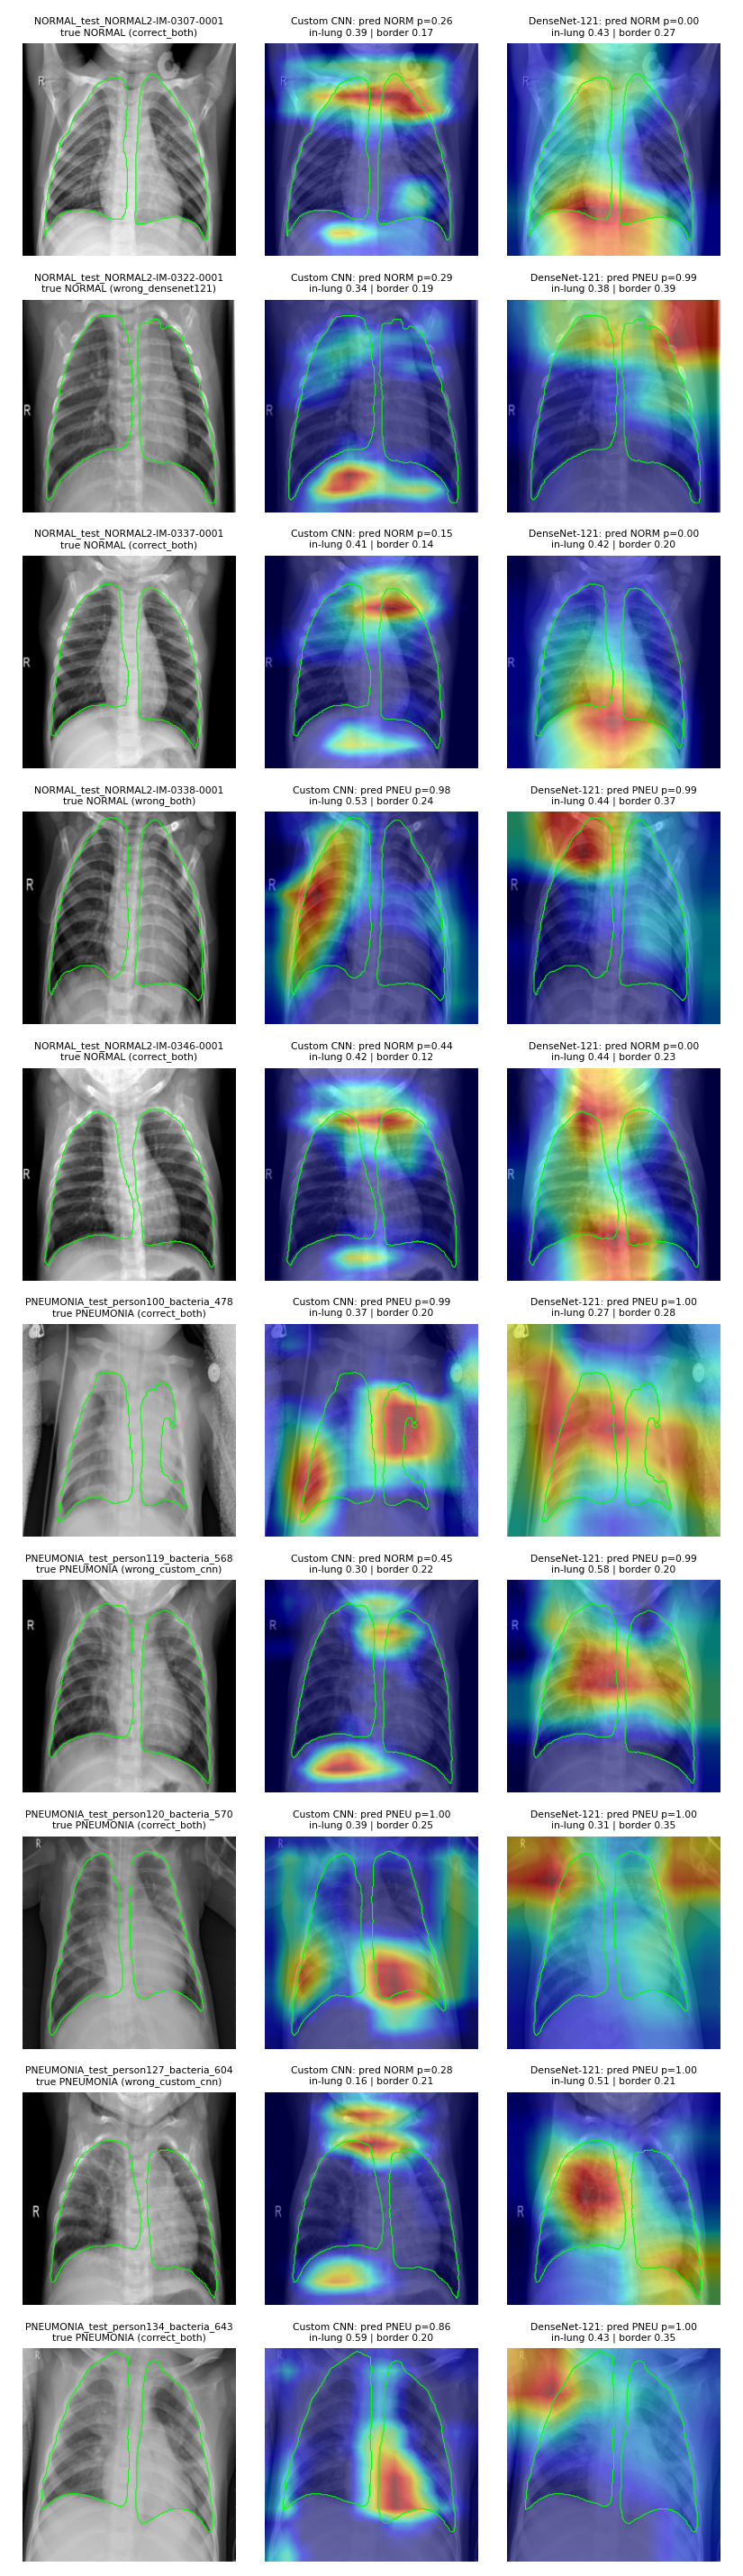 NORMAL_test_NORMAL2-IM-0307-0001
true NORMAL (correct_both)
Custom CNN: pred NORM p=0.26
in-lung 0.39 | border 0.17
DenseNet-121: pred NORM p=0.00
in-lung 0.43 | border 0.27
R
R
NORMAL_test_NORMAL2-IM-0322-0001
true NORMAL (wrong_densenet121)
Custom CNN: pred NORM p=0.29
in-lung 0.34 | border 0.19
DenseNet-121: pred PNEU p=0.99
in-lung 0.38 | border 0.39
R
R
R
NORMAL_test_NORMAL2-IM-0337-0001
true NORMAL (correct_both)
Custom CNN: pred NORM p=0.15
in-lung 0.41 | border 0.14
DenseNet-121: pred NORM p=0.00
in-lung 0.42 | border 0.20
R
R
R
NORMAL_test_NORMAL2-IM-0338-0001
true NORMAL (wrong_both)
Custom CNN: pred PNEU p=0.98
in-lung 0.53 | border 0.24
DenseNet-121: pred PNEU p=0.99
in-lung 0.44 | border 0.37
R
R
R
NORMAL_test_NORMAL2-IM-0346-0001
true NORMAL (correct_both)
Custom CNN: pred NORM p=0.44
in-lung 0.42 | border 0.12
DenseNet-121: pred NORM p=0.00
in-lung 0.44 | border 0.23
R
R
R
PNEUMONIA_test_person100_bacteria_478
true PNEUMONIA (correct_both)
Custom CNN: pred PNEU p=0.99
in-lung 0.37 | border 0.20
DenseNet-121: pred PNEU p=1.00
in-lung 0.27 | border 0.28
PNEUMONIA_test_person119_bacteria_568
true PNEUMONIA (wrong_custom_cnn)
Custom CNN: pred NORM p=0.45
in-lung 0.30 | border 0.22
DenseNet-121: pred PNEU p=0.99
in-lung 0.58 | border 0.20
R
R
R
PNEUMONIA_test_person120_bacteria_570
true PNEUMONIA (correct_both)
Custom CNN: pred PNEU p=1.00
in-lung 0.39 | border 0.25
DenseNet-121: pred PNEU p=1.00
in-lung 0.31 | border 0.35
R
R
R
PNEUMONIA_test_person127_bacteria_604
true PNEUMONIA (wrong_custom_cnn)
Custom CNN: pred NORM p=0.28
in-lung 0.16 | border 0.21
DenseNet-121: pred PNEU p=1.00
in-lung 0.51 | border 0.21
R
R
R
PNEUMONIA_test_person134_bacteria_643
true PNEUMONIA (correct_both)
Custom CNN: pred PNEU p=0.86
in-lung 0.59 | border 0.20
DenseNet-121: pred PNEU p=1.00
in-lung 0.43 | border 0.35
R
R
R